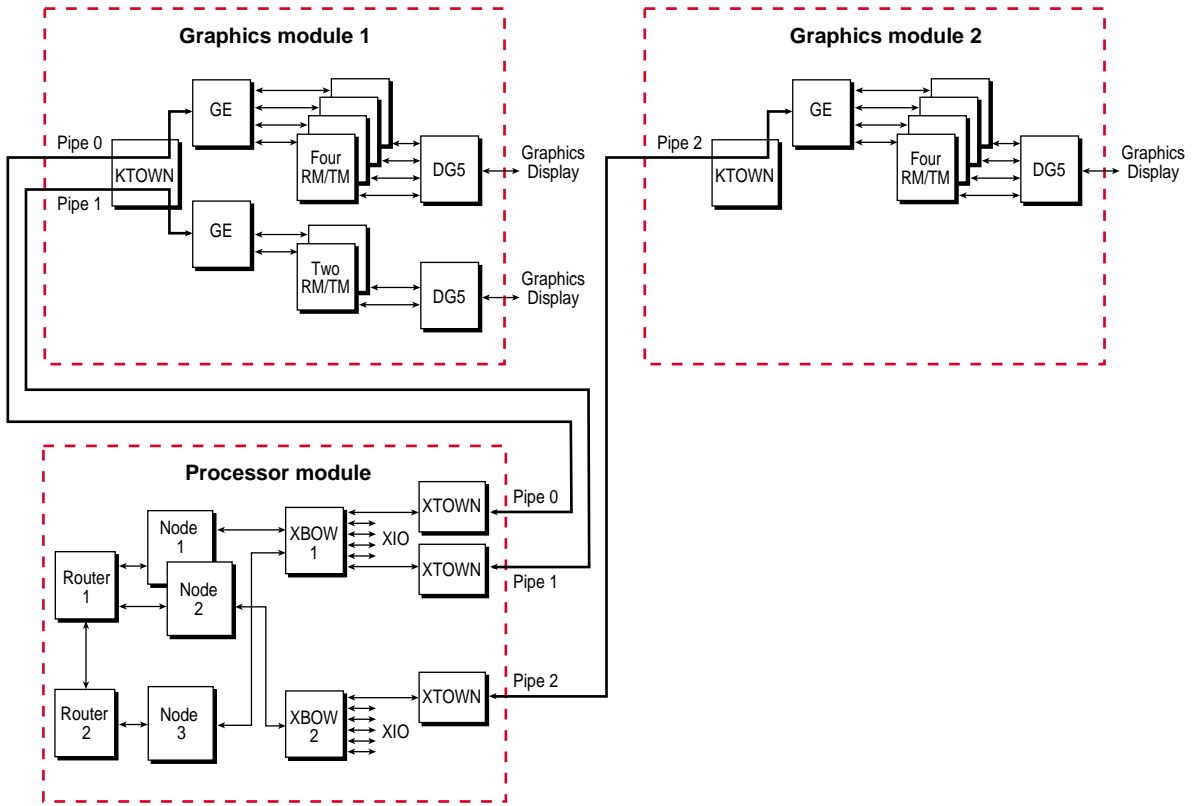 Graphics module 1
GE
Pipe 0
KTOWN
Pipe 1
Four
RM/TM
DG5
Graphics
Display
GE
Two
RM/TM
DG5
Graphics
Display
Graphics module 2
GE
Pipe 2
KTOWN
Four
RM/TM
DG5
Graphics
Display
Processor module
Node
1
Router
1
Node
2
XBOW
1
XIO
XTOWN
Pipe 0
XTOWN
Pipe 1
Router
2
Node
3
XBOW
2
XIO
XTOWN
Pipe 2